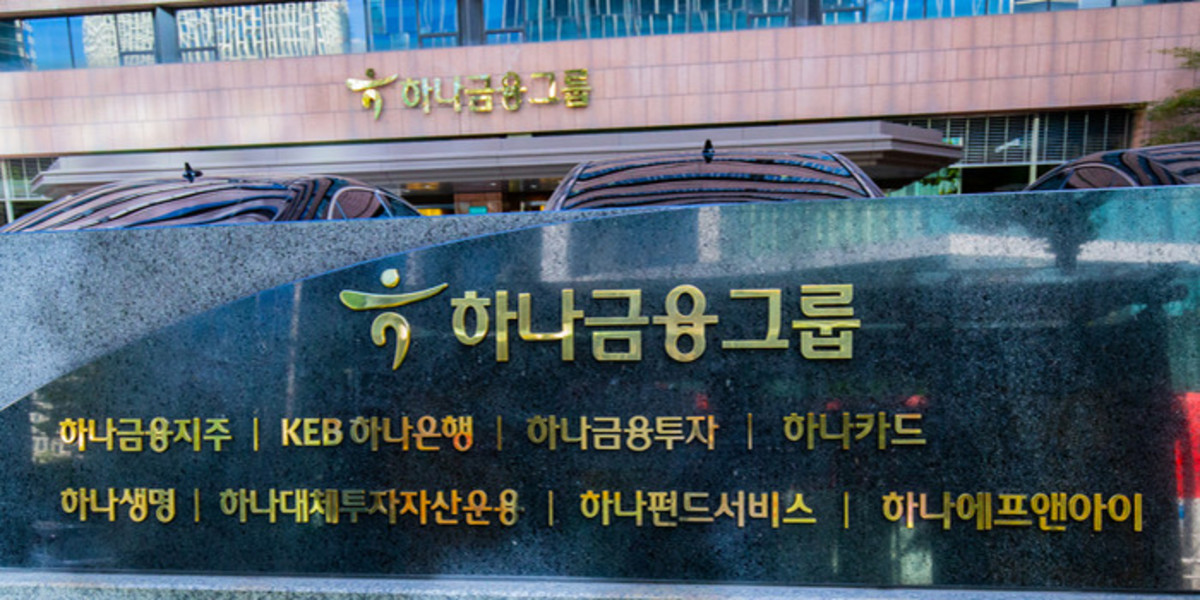 하나금융그룹
하나금융그룹
하나금융지주 | KEB 하나은행 | 하나금융투자 | 하나카드
하나생명 | 하나대체투자자산운용 | 하나펀드서비스 | 하나에프앤아이